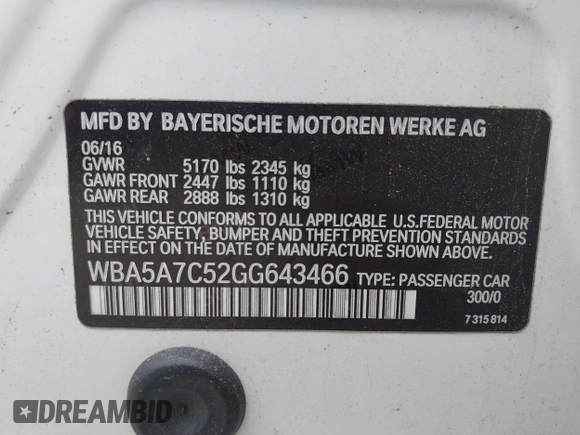 MFD BY BAYERISCHE MOTOREN WERKE AG
06/16
GVWR 5170 lbs 2345 kg
GAWR FRONT 2447 lbs 1110 kg
GAWR REAR 2888 lbs 1310 kg
THIS VEHICLE CONFORMS TO ALL APPLICABLE U.S.FEDERAL MOTOR
VEHICLE SAFETY, BUMPER AND THEFT PREVENTION STANDARDS
IN EFFECT ON THE DATE OF MANUFACTURE SHOWN ABOVE.
WBA5A7C52GG643466 TYPE: PASSENGER CAR
300/0
7 315 814
DREAMBID